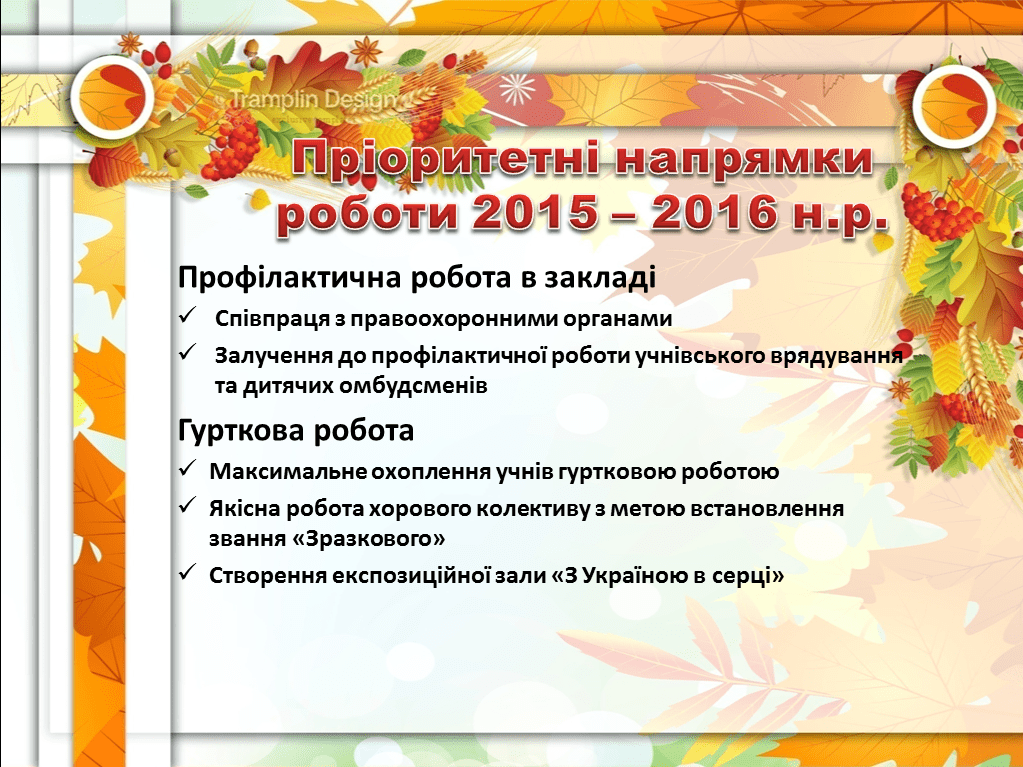 Tramplin Design
Пріоритетні напрямки
роботи 2015 – 2016 н.р.
Профілактична робота в закладі
✓ Співпраця з правоохоронними органами
✓ Залучення до профілактичної роботи учнівського врядування
та дитячих омбудсменів
Гурткова робота
✓ Максимальне охоплення учнів гуртковою роботою
✓ Якісна робота хорового колективу з метою встановлення
звання «Зразкового»
✓ Створення експозиційної зали «З Україною в серці»